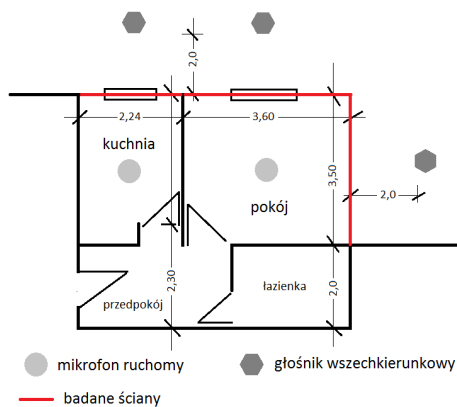 2,0
2,24
3,60
kuchnia
3,50
pokój
2,0
2,30
łazienka
2,0
przedpokój
mikrofon ruchomy
głośnik wszechkierunkowy
badane ściany